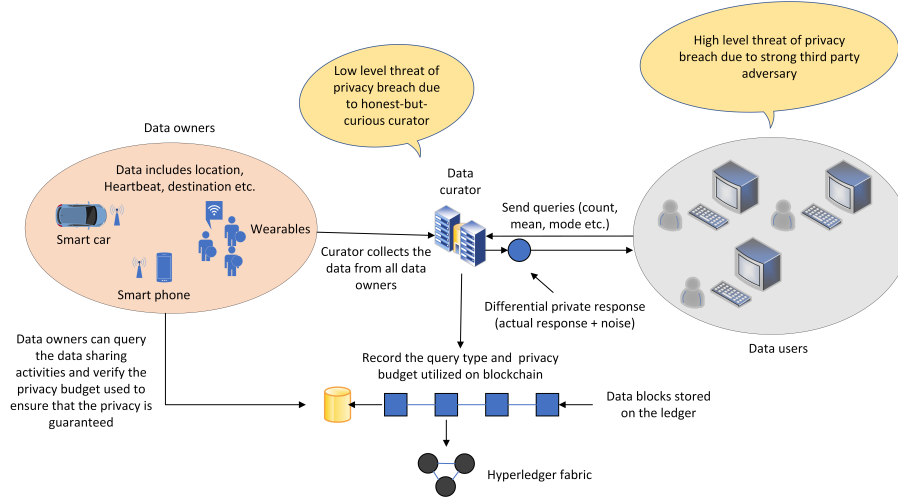 High level threat of privacy
breach due to strong third party
adversary
Low level threat of
privacy breach due
to honest-but-
curious curator
Data owners
Data includes location,
Heartbeat, destination etc.
Smart car
Wearables
Smart phone
Data
curator
Send queries (count,
mean, mode etc.)
Curator collects the
data from all data
owners
Differential private response
(actual response + noise)
Data users
Data owners can query
the data sharing
activities and verify the
privacy budget used to
ensure that the privacy is
guaranteed
Record the query type and privacy
budget utilized on blockchain
Data blocks stored
on the ledger
Hyperledger fabric